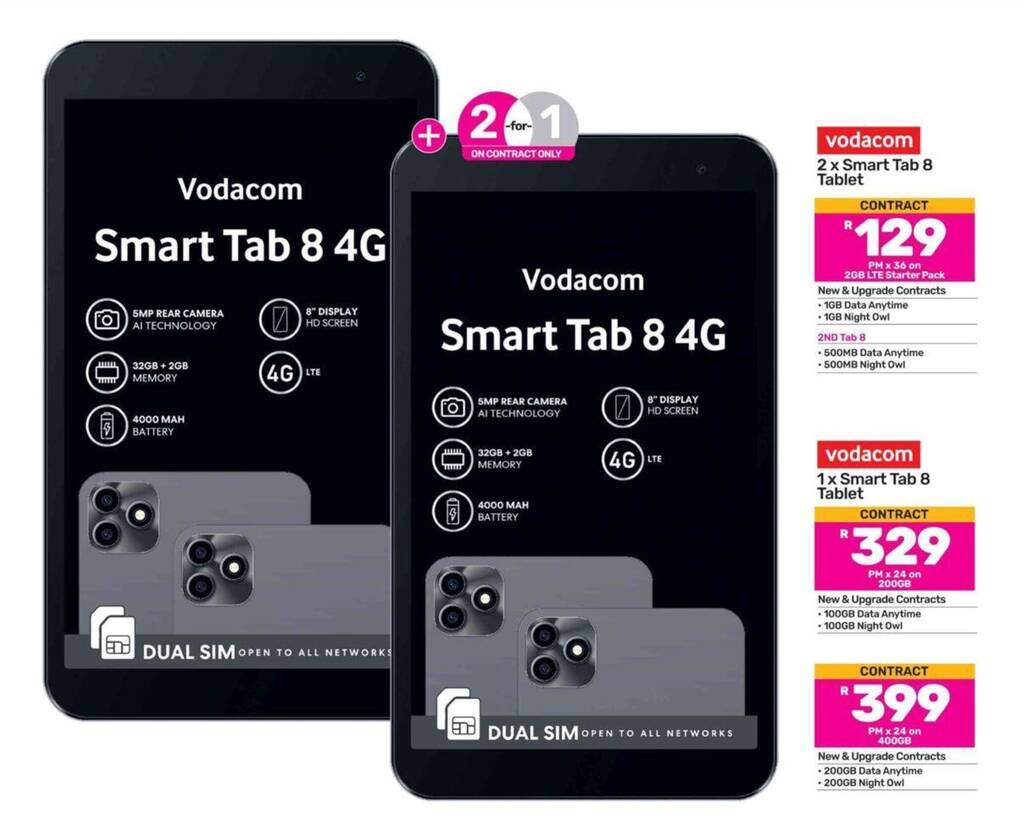 Vodacom
Smart Tab 8 4G
5MP REAR CAMERA
AI TECHNOLOGY
8" DISPLAY
HD SCREEN
32GB + 2GB
MEMORY
4G LTE
4000 MAH
BATTERY
DUAL SIM OPEN TO ALL NETWORKS
+
2 -for- 1
ON CONTRACT ONLY
Vodacom
Smart Tab 8 4G
5MP REAR CAMERA
AI TECHNOLOGY
8" DISPLAY
HD SCREEN
32GB + 2GB
MEMORY
4G LTE
4000 MAH
BATTERY
DUAL SIM OPEN TO ALL NETWORKS
vodacom
2 x Smart Tab 8
Tablet
CONTRACT
R129
PM x 36 on
2GB LTE Starter Pack
New & Upgrade Contracts
• 1GB Data Anytime
• 1GB Night Owl
2ND Tab 8
• 500MB Data Anytime
• 500MB Night Owl
vodacom
1 x Smart Tab 8
Tablet
CONTRACT
R329
PM x 24 on
200GB
New & Upgrade Contracts
• 100GB Data Anytime
• 100GB Night Owl
CONTRACT
R399
PM x 24 on
400GB
New & Upgrade Contracts
• 200GB Data Anytime
• 200GB Night Owl